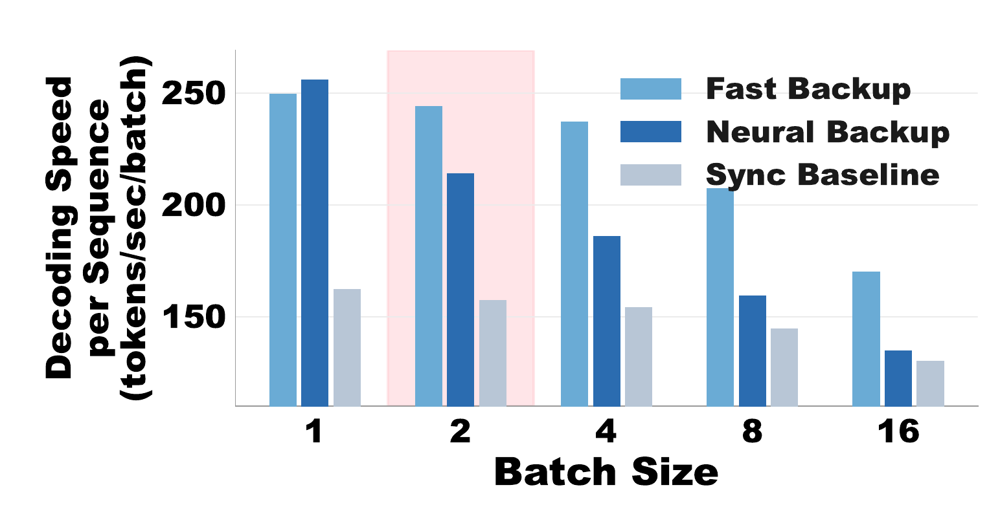 Decoding Speed
per Sequence
(tokens/sec/batch)
250
200
150
Fast Backup
Neural Backup
Sync Baseline
1 2 4 8 16
Batch Size